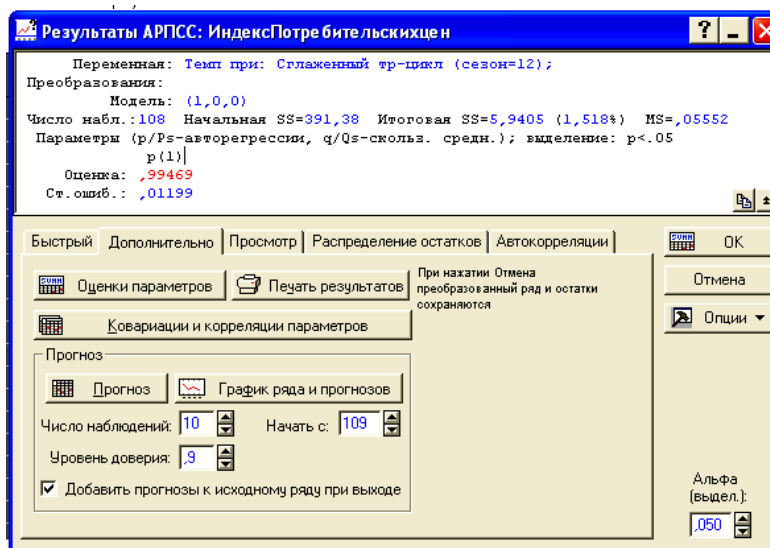 Результаты АРПСС: ИндексПотребительскихцен
Переменная: Темп при: Сглаженный тр-цикл (сезон=12);
Преобразования:
Модель: (1,0,0)
Число набл.:108 Начальная SS=391,38 Итоговая SS=5,9405 (1,518%) MS=,05552
Параметры (p/Ps-авторегрессии, q/Qs-скольз. средн.); выделение: p<.05
p(1)
Оценка: ,99469
Ст.ошиб.: ,01199
Быстрый Дополнительно Просмотр Распределение остатков Автокорреляции
OK
Оценки параметров Печать результатов
При нажатии Отмена
преобразованный ряд и остатки
сохраняются
Отмена
Ковариации и корреляции параметров
Опции
Прогноз
Прогноз График ряда и прогнозов
Число наблюдений: 10 Начать с: 109
Уровень доверия: ,9
Добавить прогнозы к исходному ряду при выходе
Альфа
(выдел.):
,050